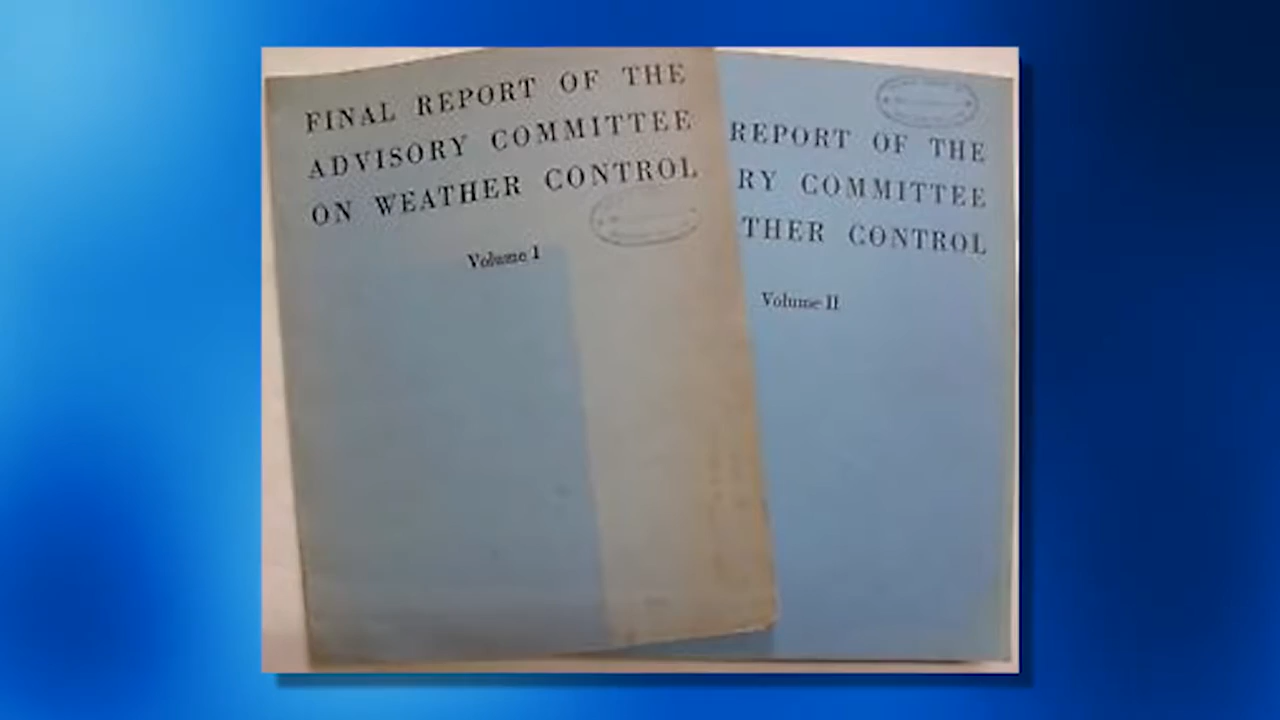 FINAL REPORT OF THE
ADVISORY COMMITTEE
ON WEATHER CONTROL
Volume I
REPORT OF THE
RY COMMITTEE
THER CONTROL
Volume II